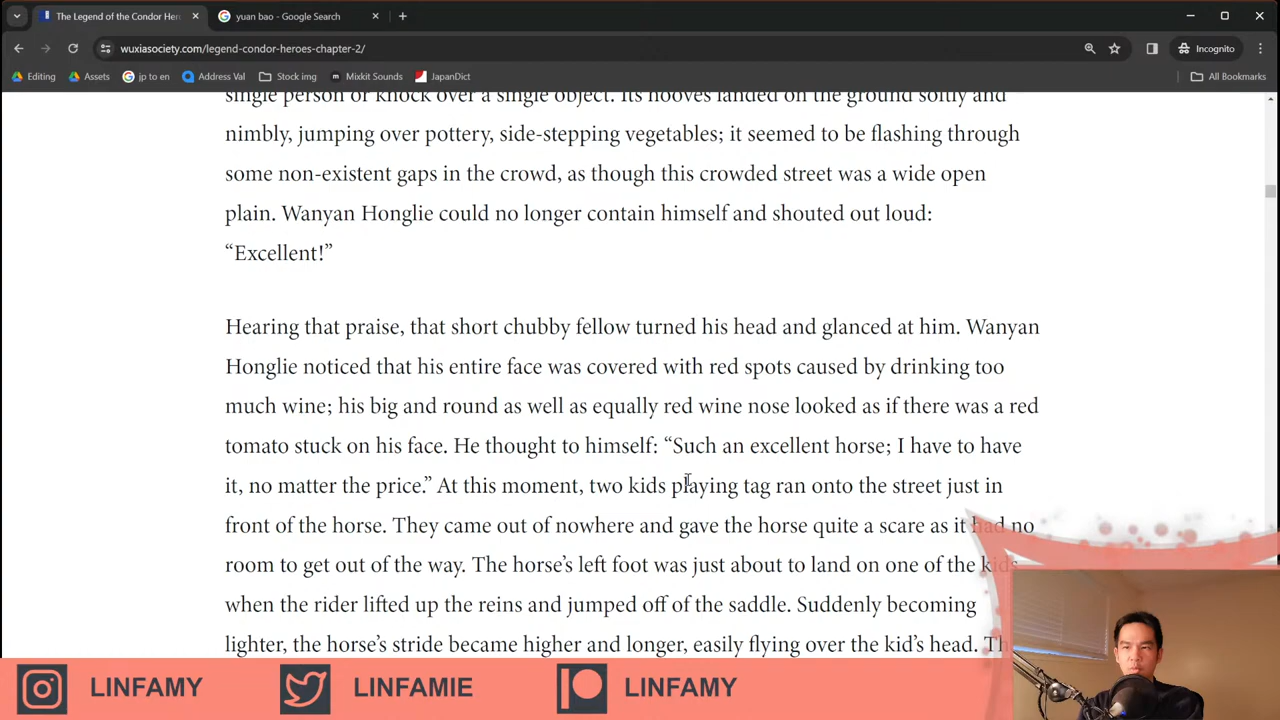 The Legend of the Condor Her
yuan bao - Google Search
wuxiasociety.com/legend-condor-heroes-chapter-2/
Incognito
Editing
Assets
jp to en
Address Val
Stock img
Mixkit Sounds
JapanDict
All Bookmarks
single person or knock over a single object. Its hooves landed on the ground softly and
nimbly, jumping over pottery, side-stepping vegetables; it seemed to be flashing through
some non-existent gaps in the crowd, as though this crowded street was a wide open
plain. Wanyan Honglie could no longer contain himself and shouted out loud:
“Excellent!”
Hearing that praise, that short chubby fellow turned his head and glanced at him. Wanyan
Honglie noticed that his entire face was covered with red spots caused by drinking too
much wine; his big and round as well as equally red wine nose looked as if there was a red
tomato stuck on his face. He thought to himself: “Such an excellent horse; I have to have
it, no matter the price.” At this moment, two kids playing tag ran onto the street just in
front of the horse. They came out of nowhere and gave the horse quite a scare as it had no
room to get out of the way. The horse’s left foot was just about to land on one of the kids
when the rider lifted up the reins and jumped off of the saddle. Suddenly becoming
lighter, the horse’s stride became higher and longer, easily flying over the kid’s head.
LINFAMY
LINFAMIE
LINFAMY